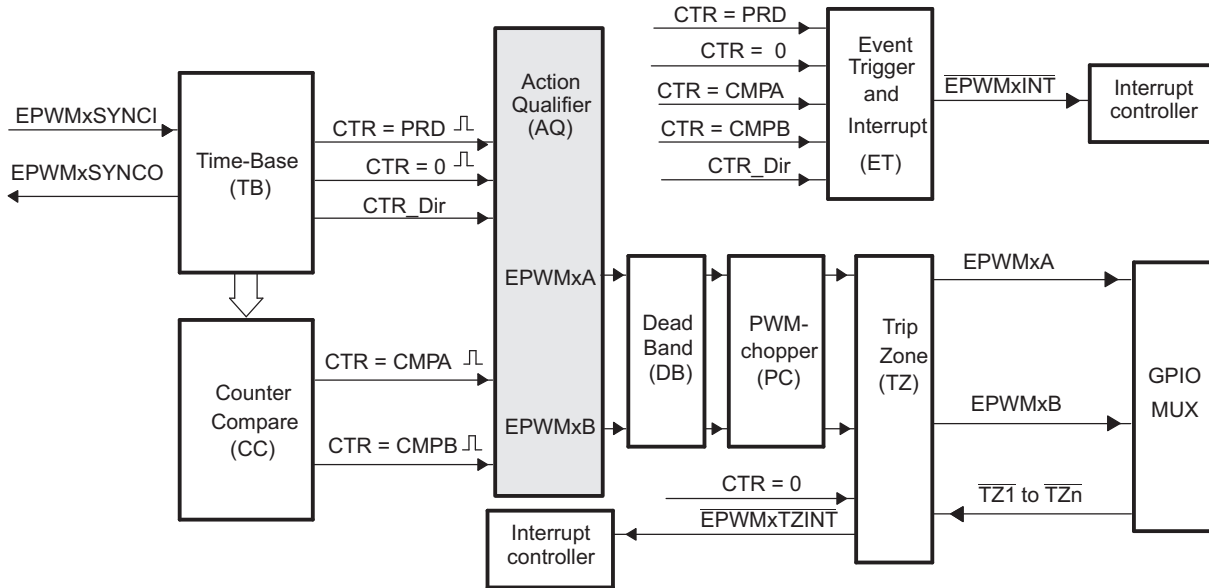 EPWMxSYNCI
EPWMxSYNCO
Time-Base
(TB)
CTR = PRD
CTR = 0
CTR_Dir
Counter
Compare
(CC)
CTR = CMPA
CTR = CMPB
Action
Qualifier
(AQ)
EPWMxA
EPWMxB
CTR = PRD
CTR = 0
CTR = CMPA
CTR = CMPB
CTR_Dir
Event
Trigger
and
Interrupt
(ET)
EPWMxINT
Interrupt
controller
Dead
Band
(DB)
PWM-
chopper
(PC)
Trip
Zone
(TZ)
EPWMxA
EPWMxB
TZ1 to TZn
GPIO
MUX
CTR = 0
EPWMxTZINT
Interrupt
controller